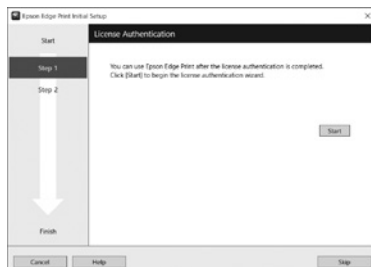 Epson Edge Print Initial Setup
Start
Step 1
Step 2
Finish
License Authentication
You can use Epson Edge Print after the license authentication is completed.
Click [Start] to begin the license authentication wizard.
Start
Cancel
Help
Skip